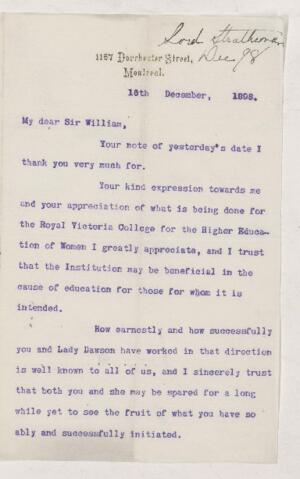 Lord Strathcona
Dec 98
1157 Dorchester Street,
Montreal.
16th December, 1898.
My dear Sir William,
Your note of yesterday's date I
thank you very much for.
Your kind expression towards me
and your appreciation of what is being done for
the Royal Victoria College for the Higher Educa-
tion of Women I greatly appreciate, and I trust
that the Institution may be beneficial in the
cause of education for those for whom it is
intended.
How earnestly and how successfully
you and Lady Dawson have worked in that direction
is well known to all of us, and I sincerely trust
that both you and she may be spared for a long
while yet to see the fruit of what you have so
ably and successfully initiated.